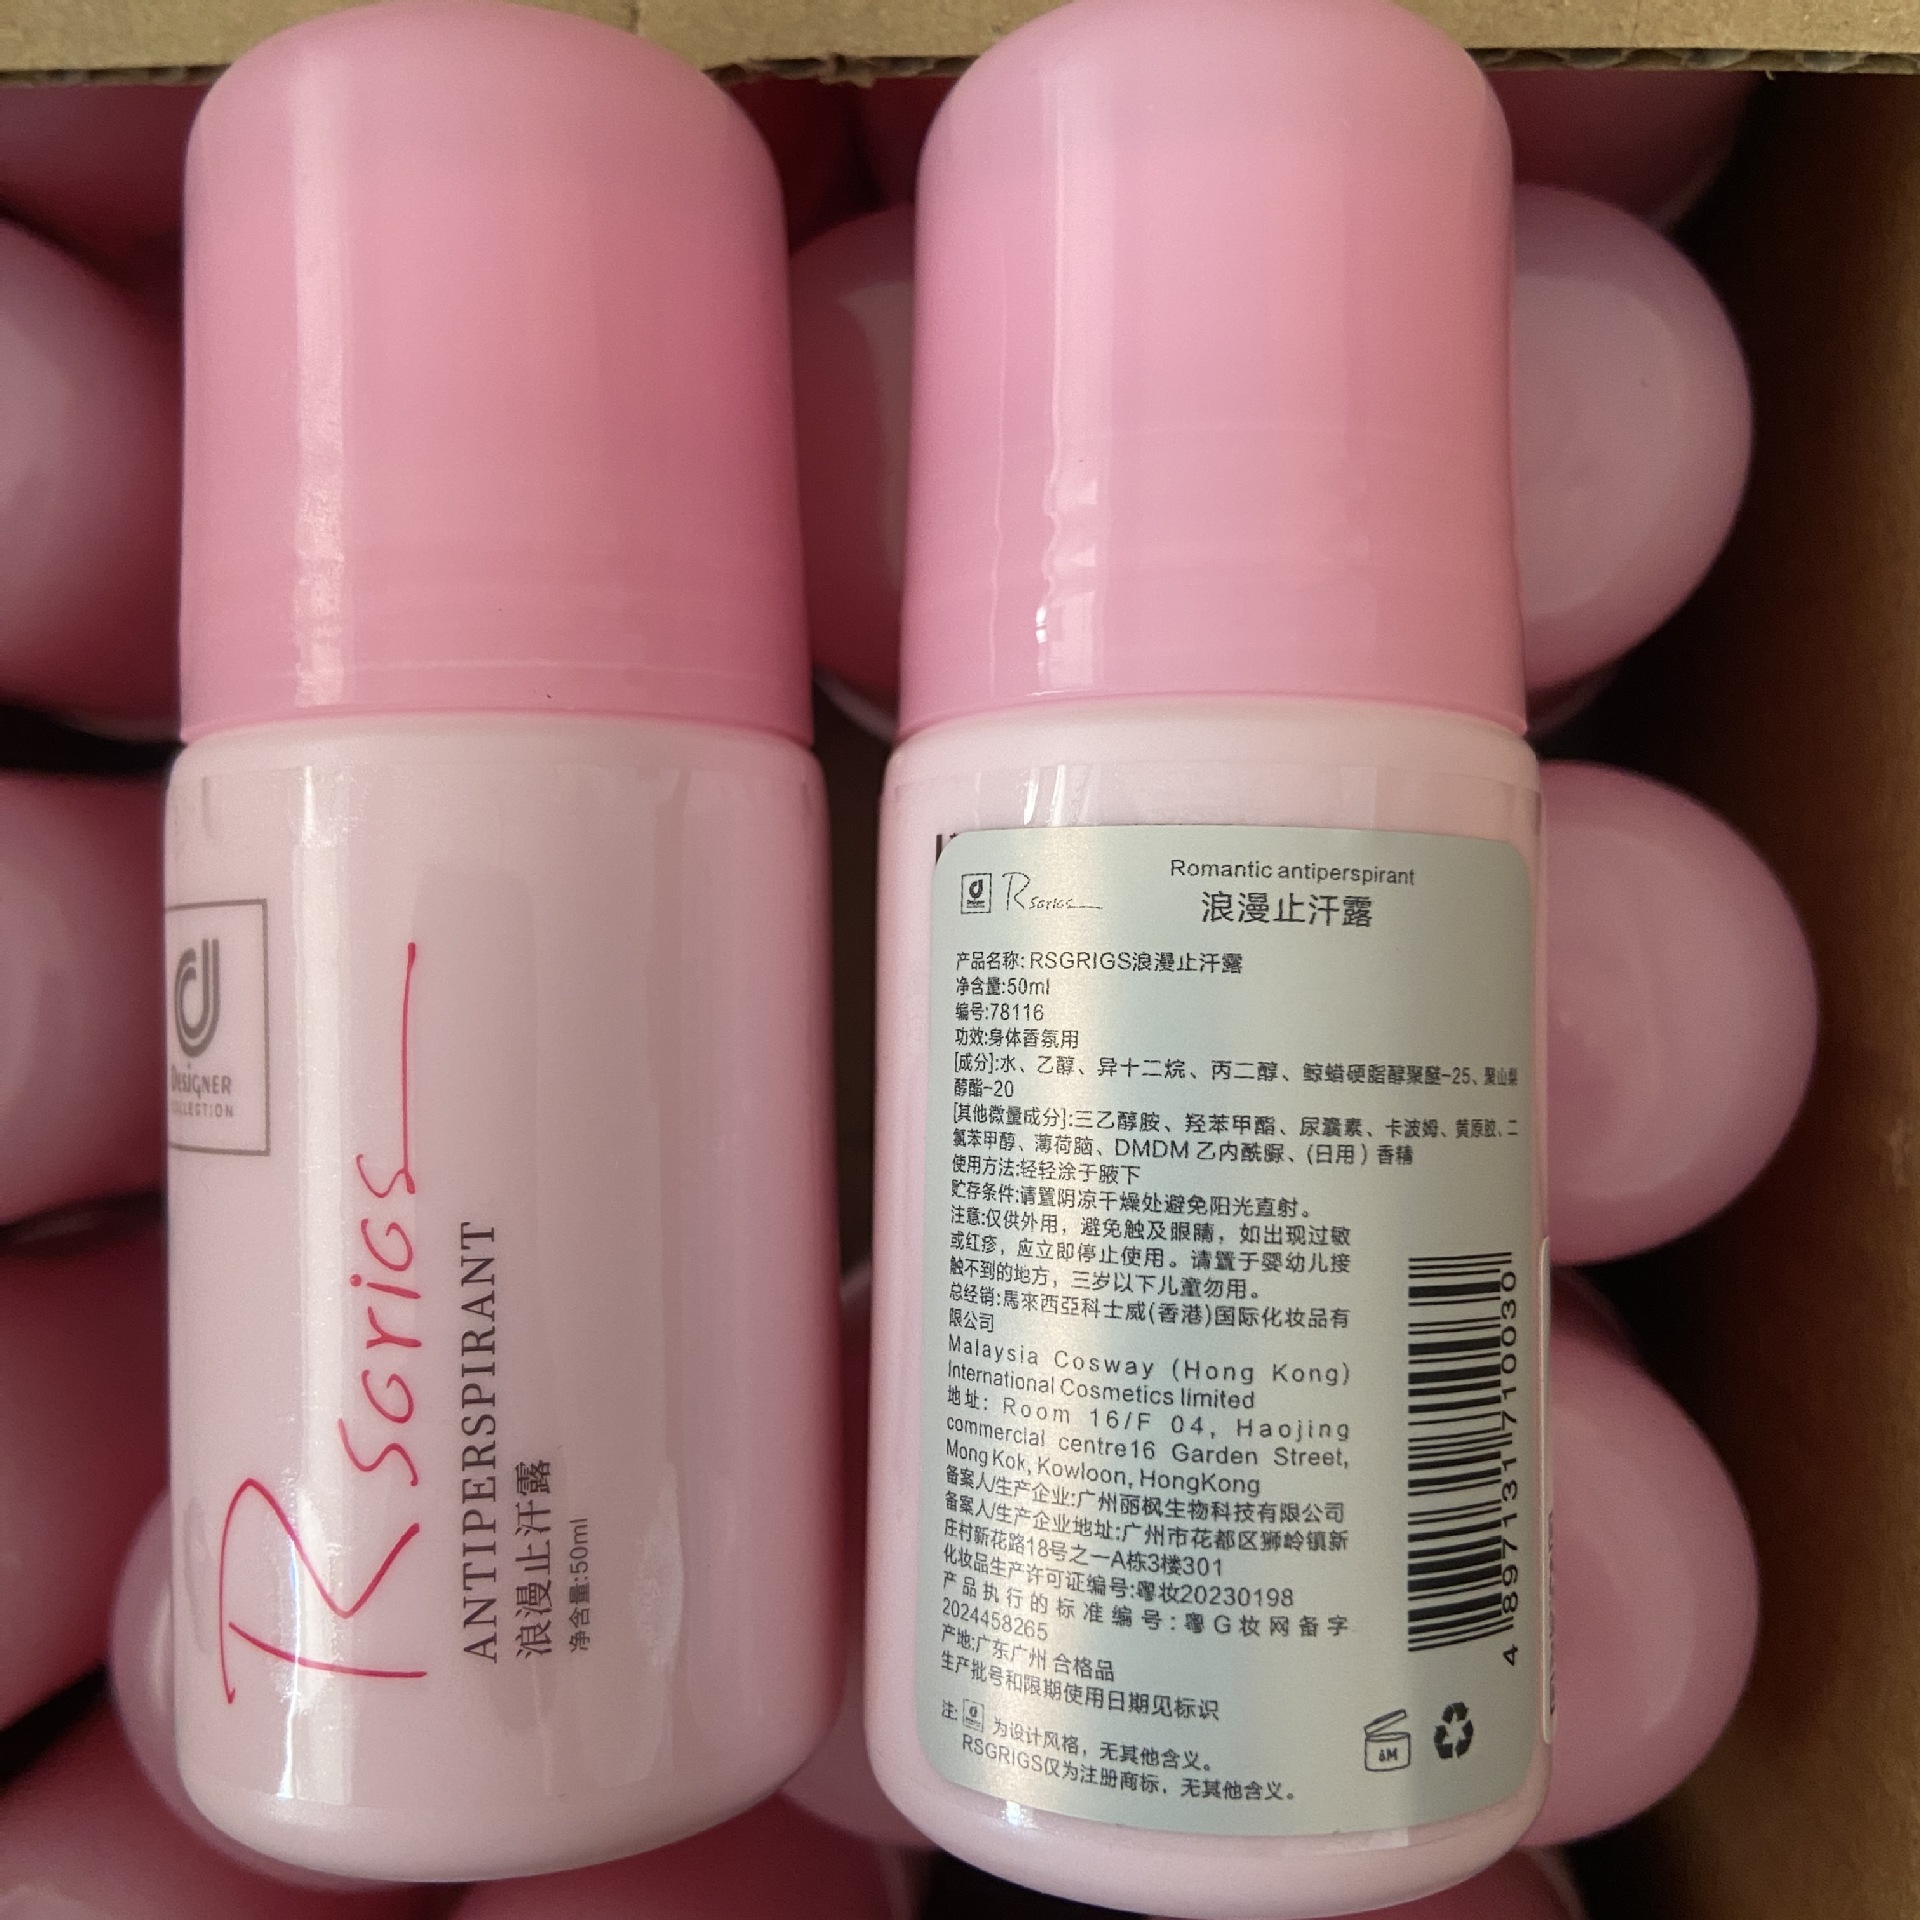 Designer
COLLECTION
Rsgrigs
ANTIPERSPIRANT
浪漫止汗露
净含量:50ml
Designer
Rsgrigs
Romantic antiperspirant
浪漫止汗露
产品名称: RSGRIGS浪漫止汗露
净含量:50ml
编号:78116
功效:身体香氛用
[成分]:水、乙醇、异十二烷、丙二醇、鲸蜡硬脂醇聚醚-25、聚山梨
醇酯-20
[其他微量成分]:三乙醇胺、羟苯甲酯、尿囊素、卡波姆、黄原胶、二
氯苯甲醇、薄荷脑、DMDM 乙内酰脲、(日用) 香精
使用方法:轻轻涂于腋下
贮存条件:请置阴凉干燥处避免阳光直射。
注意:仅供外用，避免触及眼睛，如出现过敏
或红疹，应立即停止使用。请置于婴幼儿接
触不到的地方，三岁以下儿童勿用。
总经销:馬來西亞科士威(香港)国际化妆品有
限公司
Malaysia Cosway (Hong Kong)
International Cosmetics limited
地址: Room 16/F 04, Haojing
commercial centre16 Garden Street,
Mong Kok, Kowloon, HongKong
备案人/生产企业:广州丽枫生物科技有限公司
备案人/生产企业地址:广州市花都区狮岭镇新
庄村新花路18号之一A栋3楼301
化妆品生产许可证编号:粤妆20230198
产品执行的标准编号:粤G妆网备字
2024458265
产地:广东广州 合格品
生产批号和限期使用日期见标识
注: 为设计风格，无其他含义。
RSGRIGS仅为注册商标，无其他含义。
4897131710030
6M